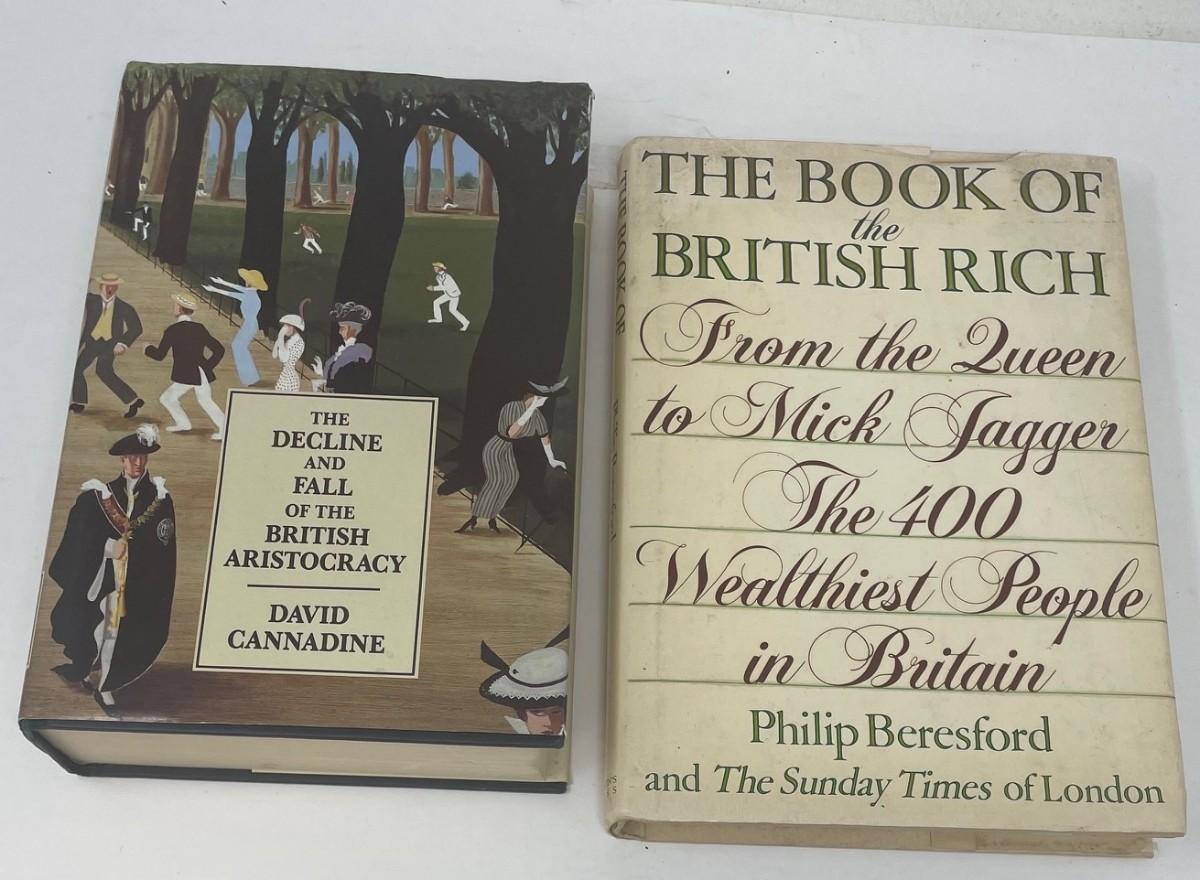 THE
DECLINE
AND
FALL
OF THE
BRITISH
ARISTOCRACY
DAVID
CANNADINE
THE BOOK OF
the
BRITISH RICH
From the Queen
to Mick Jagger
The 400
Wealthiest People
in Britain
Philip Beresford
and The Sunday Times of London
THE BOOK OF